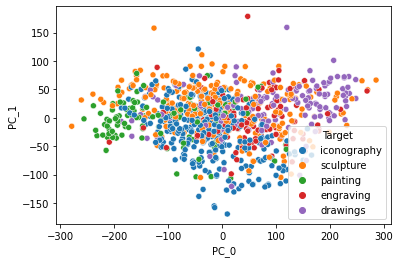 150
100
50
0
−50
−100
−150
PC_1
−300
−200
−100
0
100
200
300
PC_0
Target
iconography
sculpture
painting
engraving
drawings